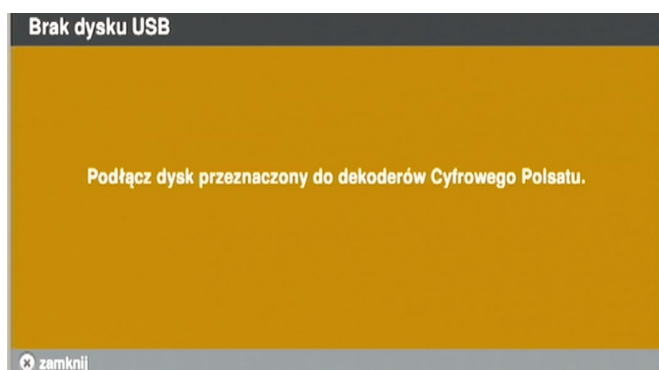 Brak dysku USB
Podłącz dysk przeznaczony do dekoderów Cyfrowego Polsatu.
zamknij